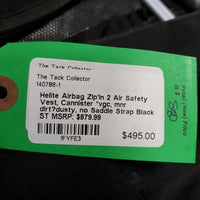 The Tack Collector
The Tack Collector
140786-1
Helite Airbag Zip'in 2 Air Safety
Vest, Cannister *vgc, mnr
dirt?dusty, no Saddle Strap Black
ST MSRP: $879.99
$495.00
1FYFE3